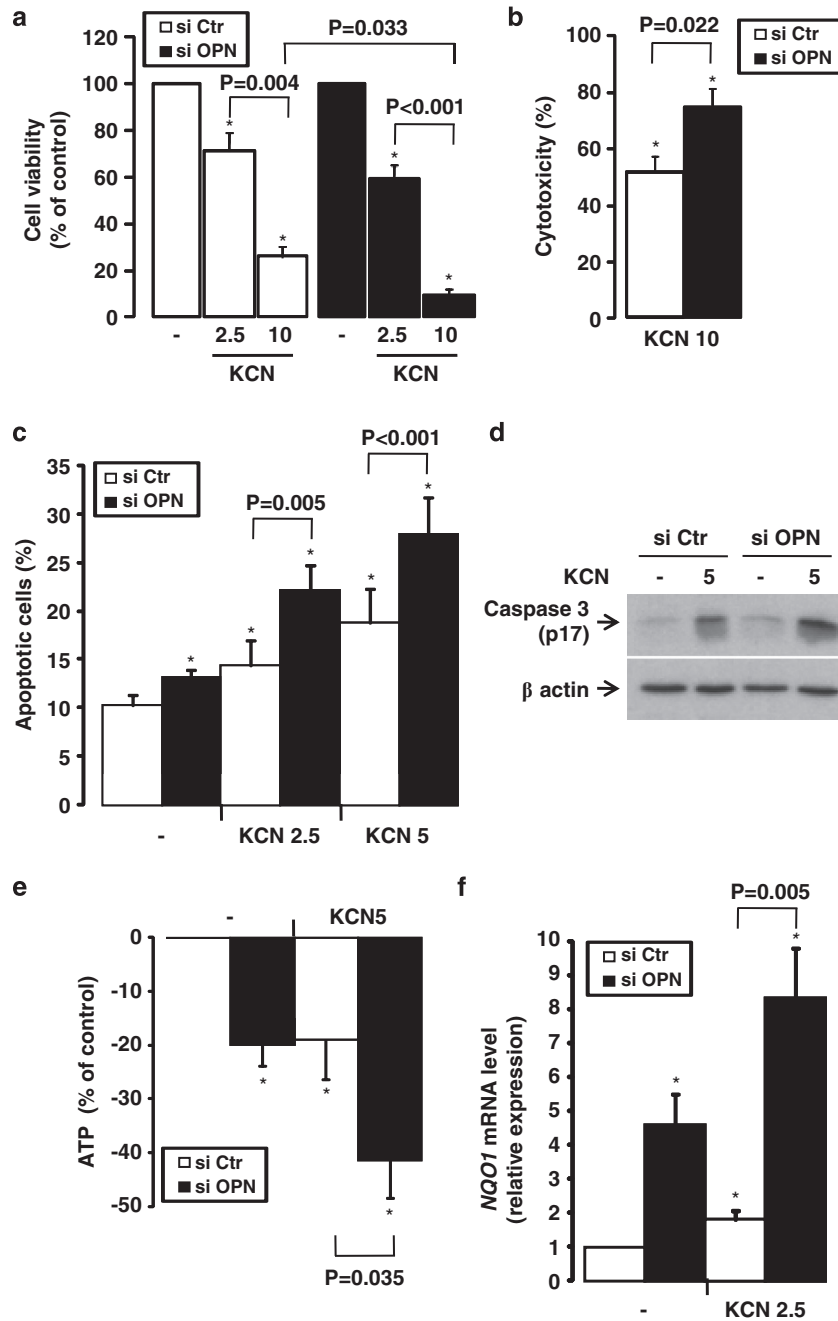 a
si Ctr
si OPN
P=0.033
P=0.004
P<0.001
120
100
80
60
40
20
0
Cell viability
(% of control)
*
*
*
*
- 2.5 10 - 2.5 10
KCN KCN
b
si Ctr
si OPN
P=0.022
100
80
60
40
20
0
Cytotoxicity (%)
*
*
KCN 10
c
P<0.001
P=0.005
si Ctr
si OPN
35
30
25
20
15
10
5
0
Apoptotic cells (%)
*
*
*
*
*
- KCN 2.5 KCN 5
d
si Ctr si OPN
KCN - 5 - 5
Caspase 3
(p17)
β actin
e
- KCN5
0
-10
-20
-30
-40
-50
ATP (% of control)
*
*
*
si Ctr
si OPN
P=0.035
f
P=0.005
si Ctr
si OPN
10
9
8
7
6
5
4
3
2
1
0
NQO1 mRNA level
(relative expression)
*
*
*
- KCN 2.5